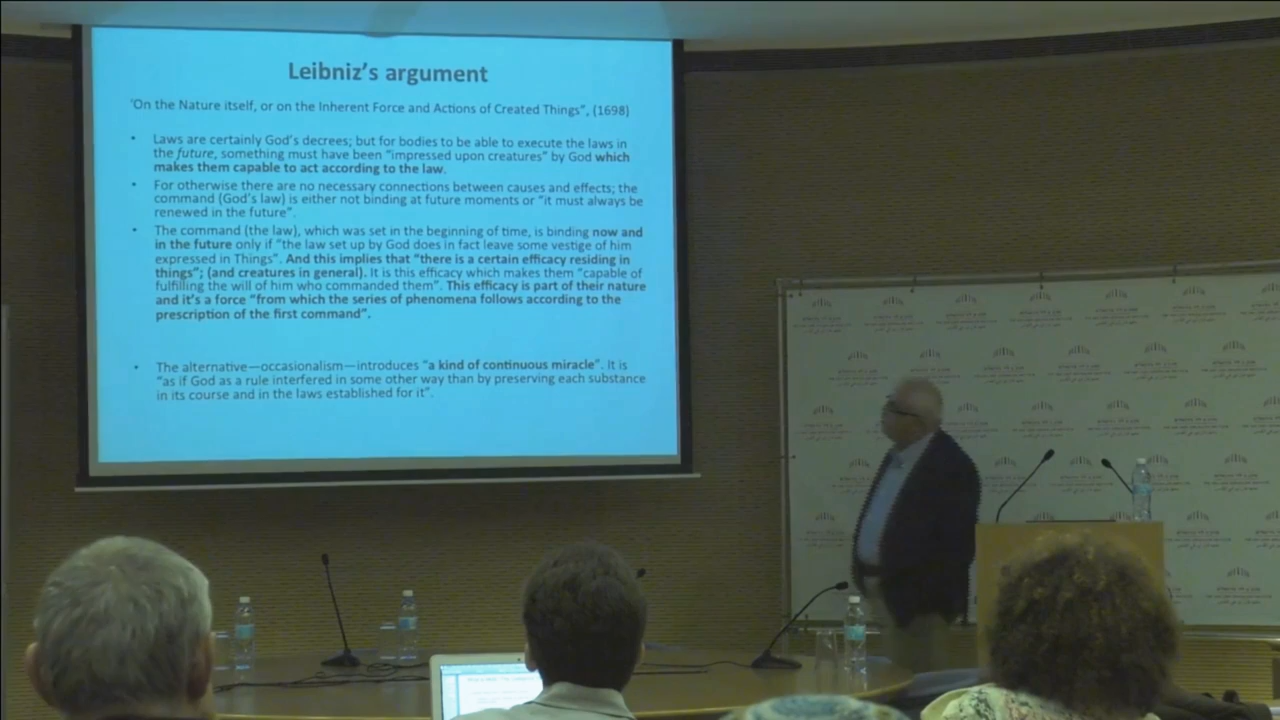 Leibniz's argument
'On the Nature itself, or on the Inherent Force and Actions of Created Things", (1698)
• Laws are certainly God's decrees; but for bodies to be able to execute the laws in
the future, something must have been "impressed upon creatures" by God which
makes them capable to act according to the law.
• For otherwise there are no necessary connections between causes and effects; the
command (God's law) is either not binding at future moments or "it must always be
renewed in the future".
• The command (the law), which was set in the beginning of time, is binding now and
in the future only if "the law set up by God does in fact leave some vestige of him
expressed in Things". And this implies that "there is a certain efficacy residing in
things"; (and creatures in general). It is this efficacy which makes them "capable of
fulfilling the will of him who commanded them". This efficacy is part of their nature
and it's a force "from which the series of phenomena follows according to the
prescription of the first command".
• The alternative—occasionalism—introduces "a kind of continuous miracle". It is
"as if God as a rule interfered in some other way than by preserving each substance
in its course and in the laws established for it".